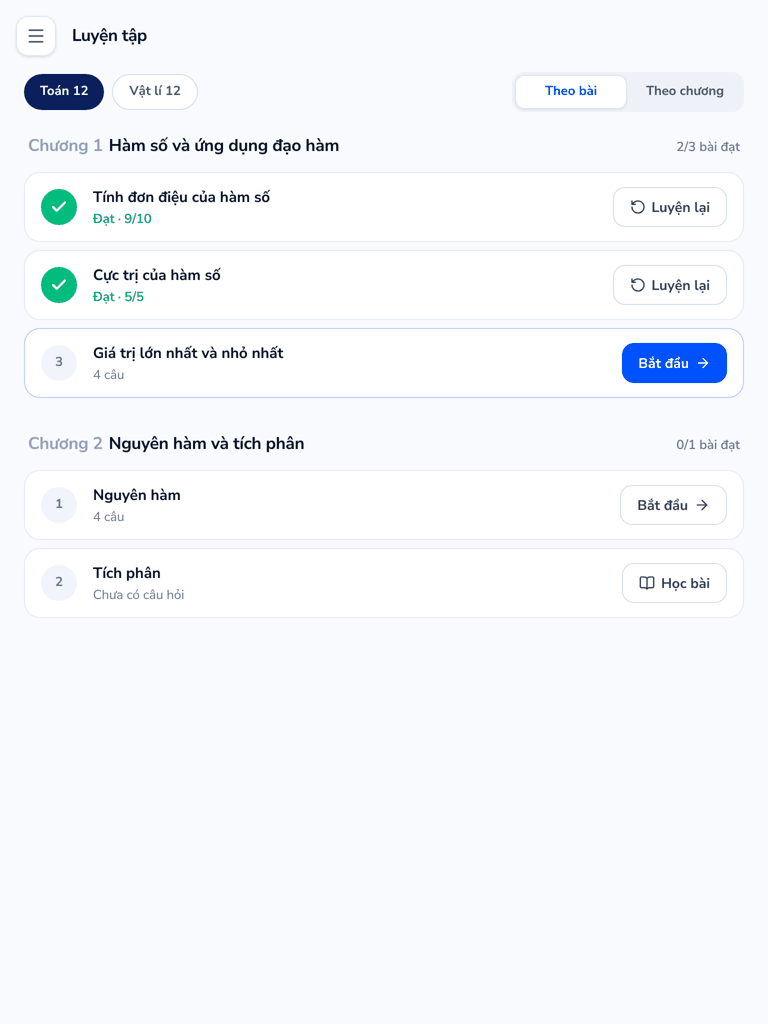 Luyện tập
Toán 12
Vật lí 12
Theo bài
Theo chương
Chương 1 Hàm số và ứng dụng đạo hàm
2/3 bài đạt
Tính đơn điệu của hàm số
Đạt · 9/10
Luyện lại
Cực trị của hàm số
Đạt · 5/5
Luyện lại
3
Giá trị lớn nhất và nhỏ nhất
4 câu
Bắt đầu
Chương 2 Nguyên hàm và tích phân
0/1 bài đạt
1
Nguyên hàm
4 câu
Bắt đầu
2
Tích phân
Chưa có câu hỏi
Học bài